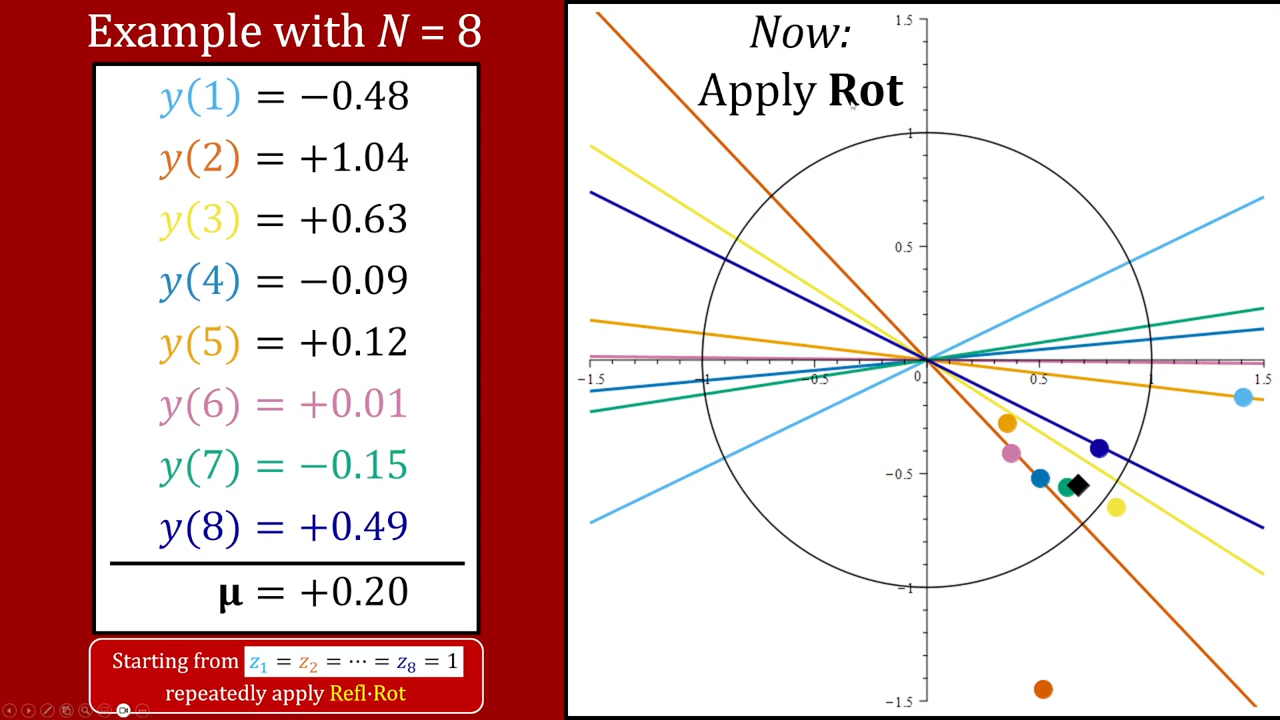 Example with N = 8
y(1) = −0.48
y(2) = +1.04
y(3) = +0.63
y(4) = −0.09
y(5) = +0.12
y(6) = +0.01
y(7) = −0.15
y(8) = +0.49
μ = +0.20
Starting from z₁ = z₂ = ⋯ = z₈ = 1
repeatedly apply Refl·Rot
Now:
Apply Rot
1.5
1
0.5
−1.5
−1
−0.5
0
0.5
1
1.5
−0.5
−1
−1.5